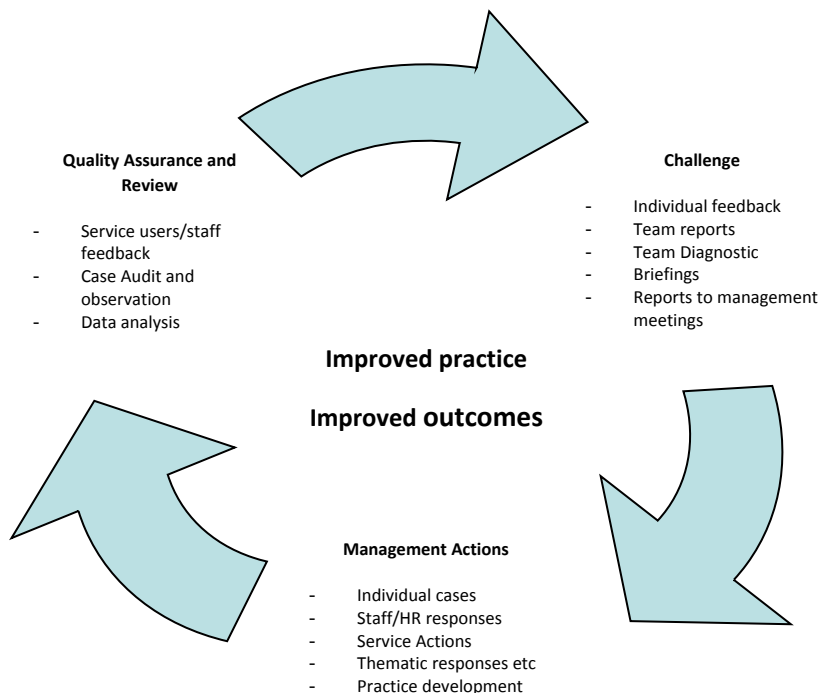 Quality Assurance and
Review
- Service users/staff
feedback
- Case Audit and
observation
- Data analysis
Challenge
- Individual feedback
- Team reports
- Team Diagnostic
- Briefings
- Reports to management
meetings
Improved practice
Improved outcomes
Management Actions
- Individual cases
- Staff/HR responses
- Service Actions
- Thematic responses etc
- Practice development